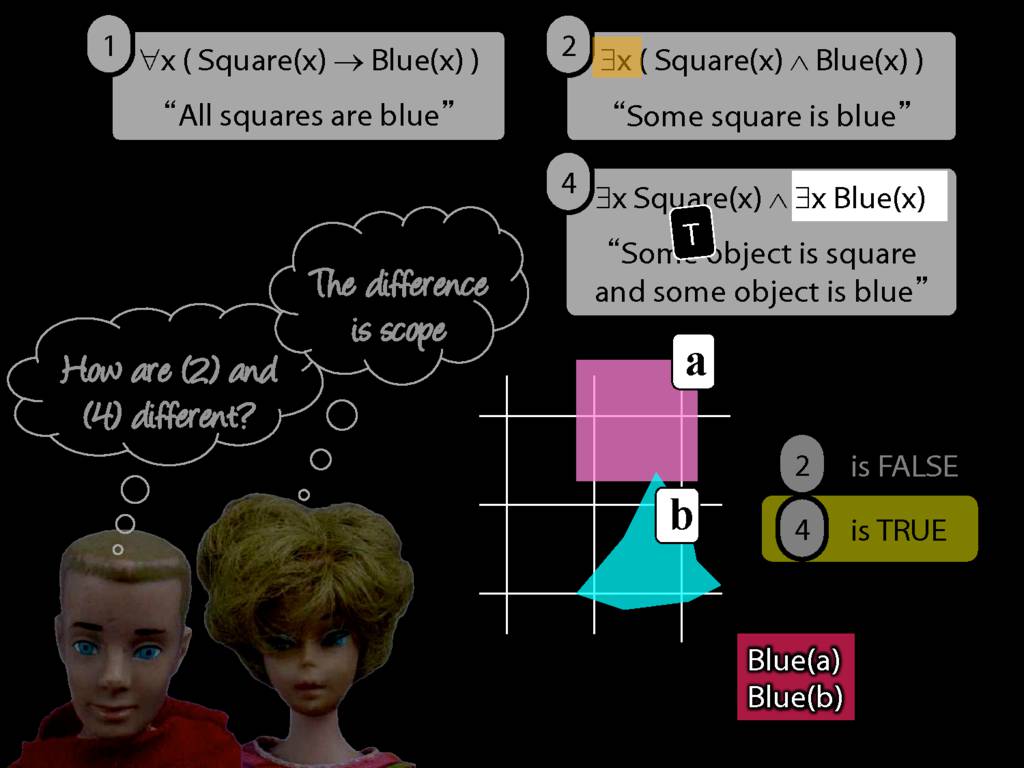 1
∀x ( Square(x) → Blue(x) )
“All squares are blue”
2
∃x ( Square(x) ∧ Blue(x) )
“Some square is blue”
4
∃x Square(x) ∧ ∃x Blue(x)
T
“Some object is square
and some object is blue”
The difference
is scope
How are (2) and
(4) different?
a
b
2 is FALSE
4 is TRUE
Blue(a)
Blue(b)